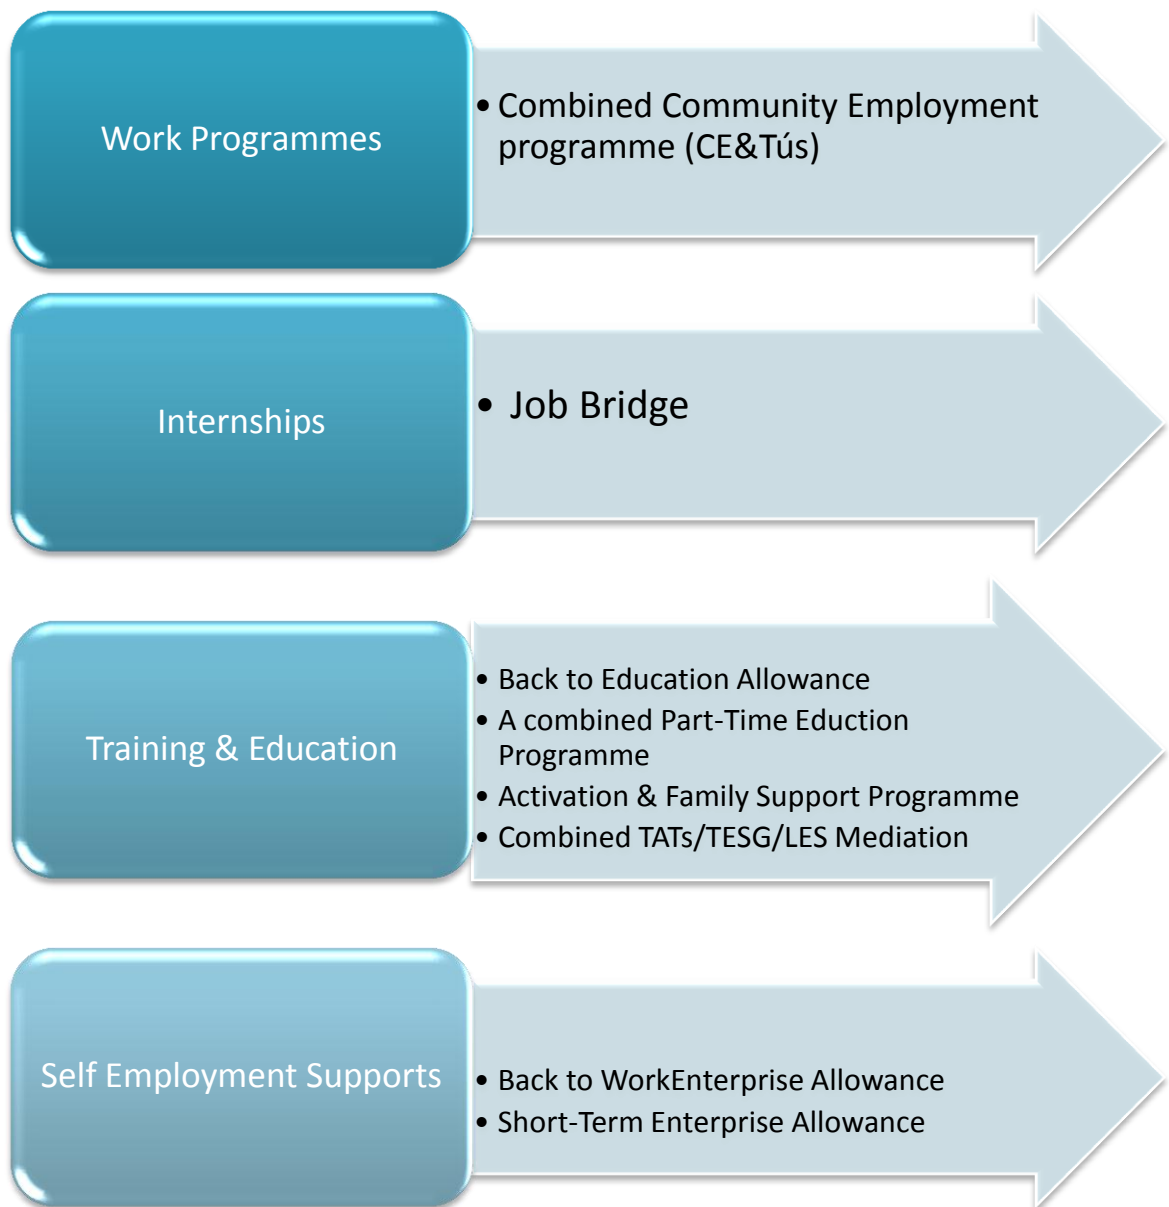 Work Programmes
• Combined Community Employment
programme (CE&Tús)
Internships
• Job Bridge
Training & Education
• Back to Education Allowance
• A combined Part-Time Eduction
Programme
• Activation & Family Support Programme
• Combined TATs/TESG/LES Mediation
Self Employment Supports
• Back to WorkEnterprise Allowance
• Short-Term Enterprise Allowance